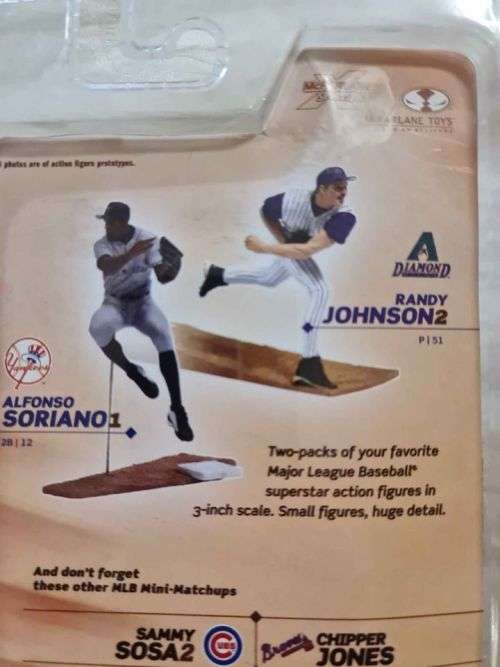 McFARLANE TOYS
photos are of action figure prototypes.
DIAMOND
RANDY
JOHNSON2
P|51
Yankees
ALFONSO
SORIANO1
2B|12
Two-packs of your favorite
Major League Baseball®
superstar action figures in
3-inch scale. Small figures, huge detail.
And don't forget
these other MLB Mini-Matchups
SAMMY
SOSA2
CUBS
Braves
CHIPPER
JONES